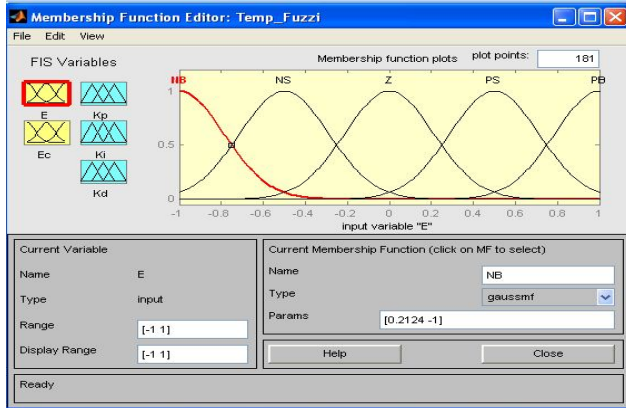 Membership Function Editor: Temp_Fuzzi
File Edit View
FIS Variables
Membership function plots plot points: 181
E Kp
Ec Ki
Kd
NB NS Z PS PB
1
0.5
0
-1 -0.8 -0.6 -0.4 -0.2 0 0.2 0.4 0.6 0.8 1
input variable "E"
Current Variable
Name E
Type input
Range [-1 1]
Display Range [-1 1]
Current Membership Function (click on MF to select)
Name NB
Type gaussmf
Params [0.2124 -1]
Help Close
Ready